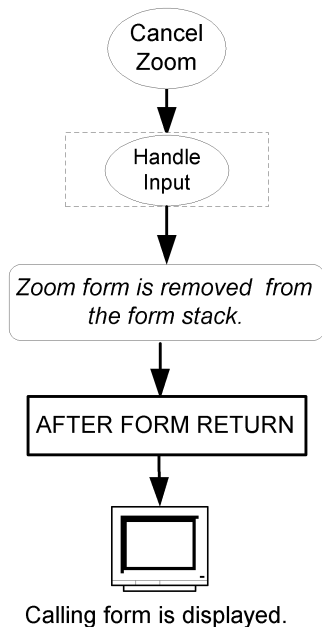 Cancel
Zoom
Handle
Input
Zoom form is removed from
the form stack.
AFTER FORM RETURN
Calling form is displayed.